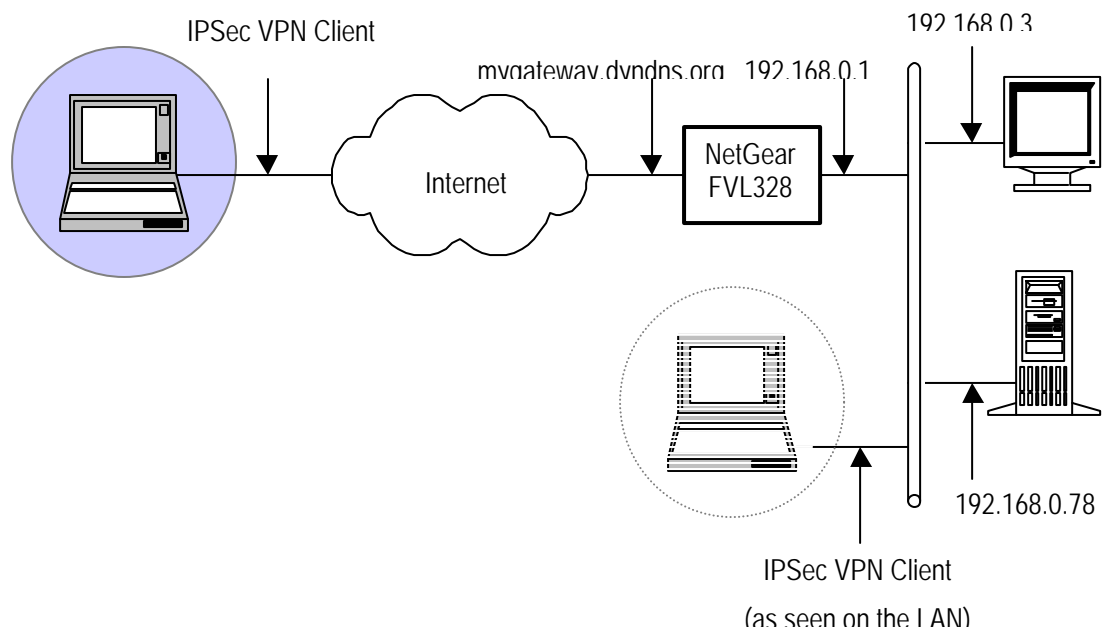 IPSec VPN Client
192.168.0.3
mygateway.dyndns.org 192.168.0.1
NetGear
FVL328
Internet
192.168.0.78
IPSec VPN Client
(as seen on the LAN)